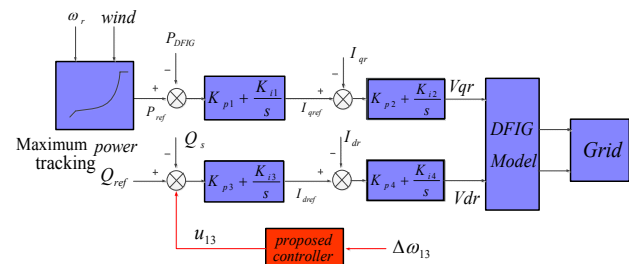 ω_r wind
P_DFIG
I_qr
−
−
+
P_ref
K_p1 + K_i1/s
+
I_qref
K_p2 + K_i2/s
Vqr
Maximum power
tracking
DFIG
Model
Grid
Q_s
−
I_dr
−
Q_ref
+
K_p3 + K_i3/s
+
I_dref
K_p4 + K_i4/s
Vdr
u_13
proposed
controller
Δω_13